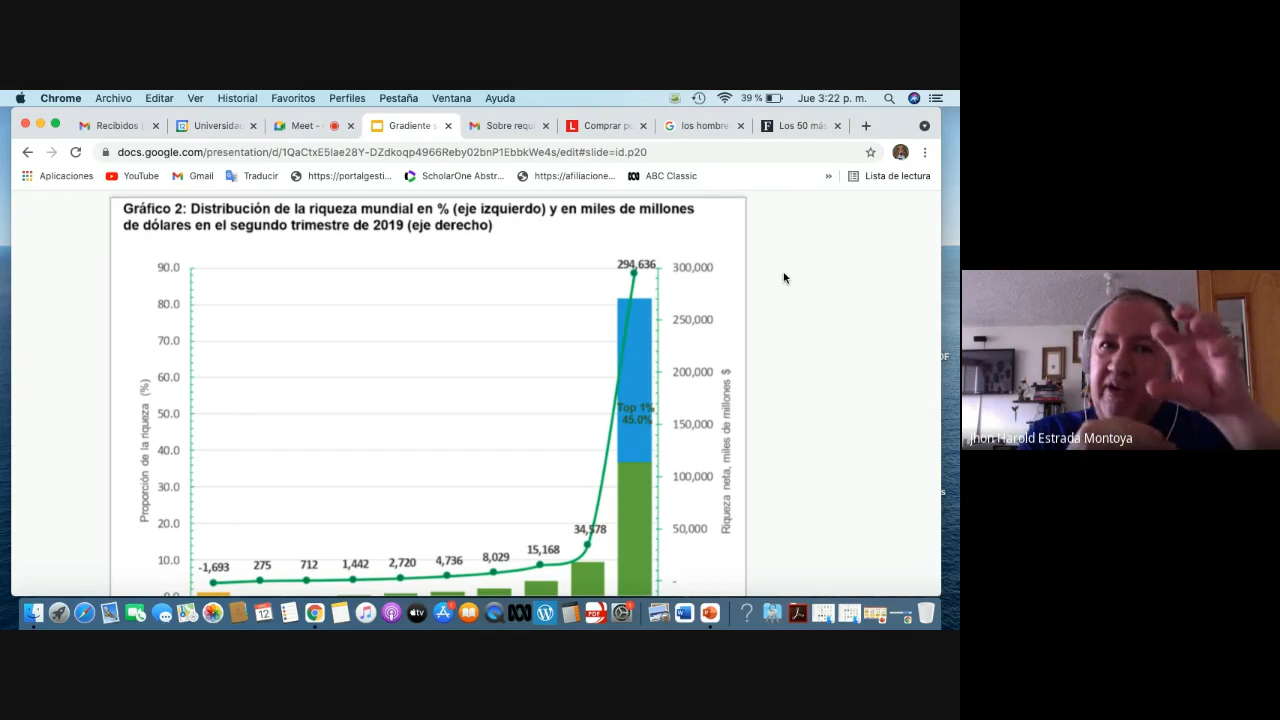 Chrome Archivo Editar Ver Historial Favoritos Perfiles Pestaña Ventana Ayuda 39 % Jue 3:22 p. m.
Recibidos Universidad Meet - Gradiente s Sobre requ Comprar po los hombre Los 50 más
docs.google.com/presentation/d/1QaCtxE5lae28Y-DZdkoqp4966Reby02bnP1EbbkWe4s/edit#slide=id.p20
Aplicaciones YouTube Gmail Traducir https://portalgesti... ScholarOne Abstr... https://afiliacione... ABC Classic » Lista de lectura
Gráfico 2: Distribución de la riqueza mundial en % (eje izquierdo) y en miles de millones
de dólares en el segundo trimestre de 2019 (eje derecho)
Proporción de la riqueza (%)
90.0
80.0
70.0
60.0
50.0
40.0
30.0
20.0
10.0
0.0
-1,693 275 712 1,442 2,720 4,736 8,029 15,168 34,578 294,636
Top 1%
45.0%
300,000
250,000
200,000
150,000
100,000
50,000
-
Riqueza neta, miles de millones $
Jhon Harold Estrada Montoya